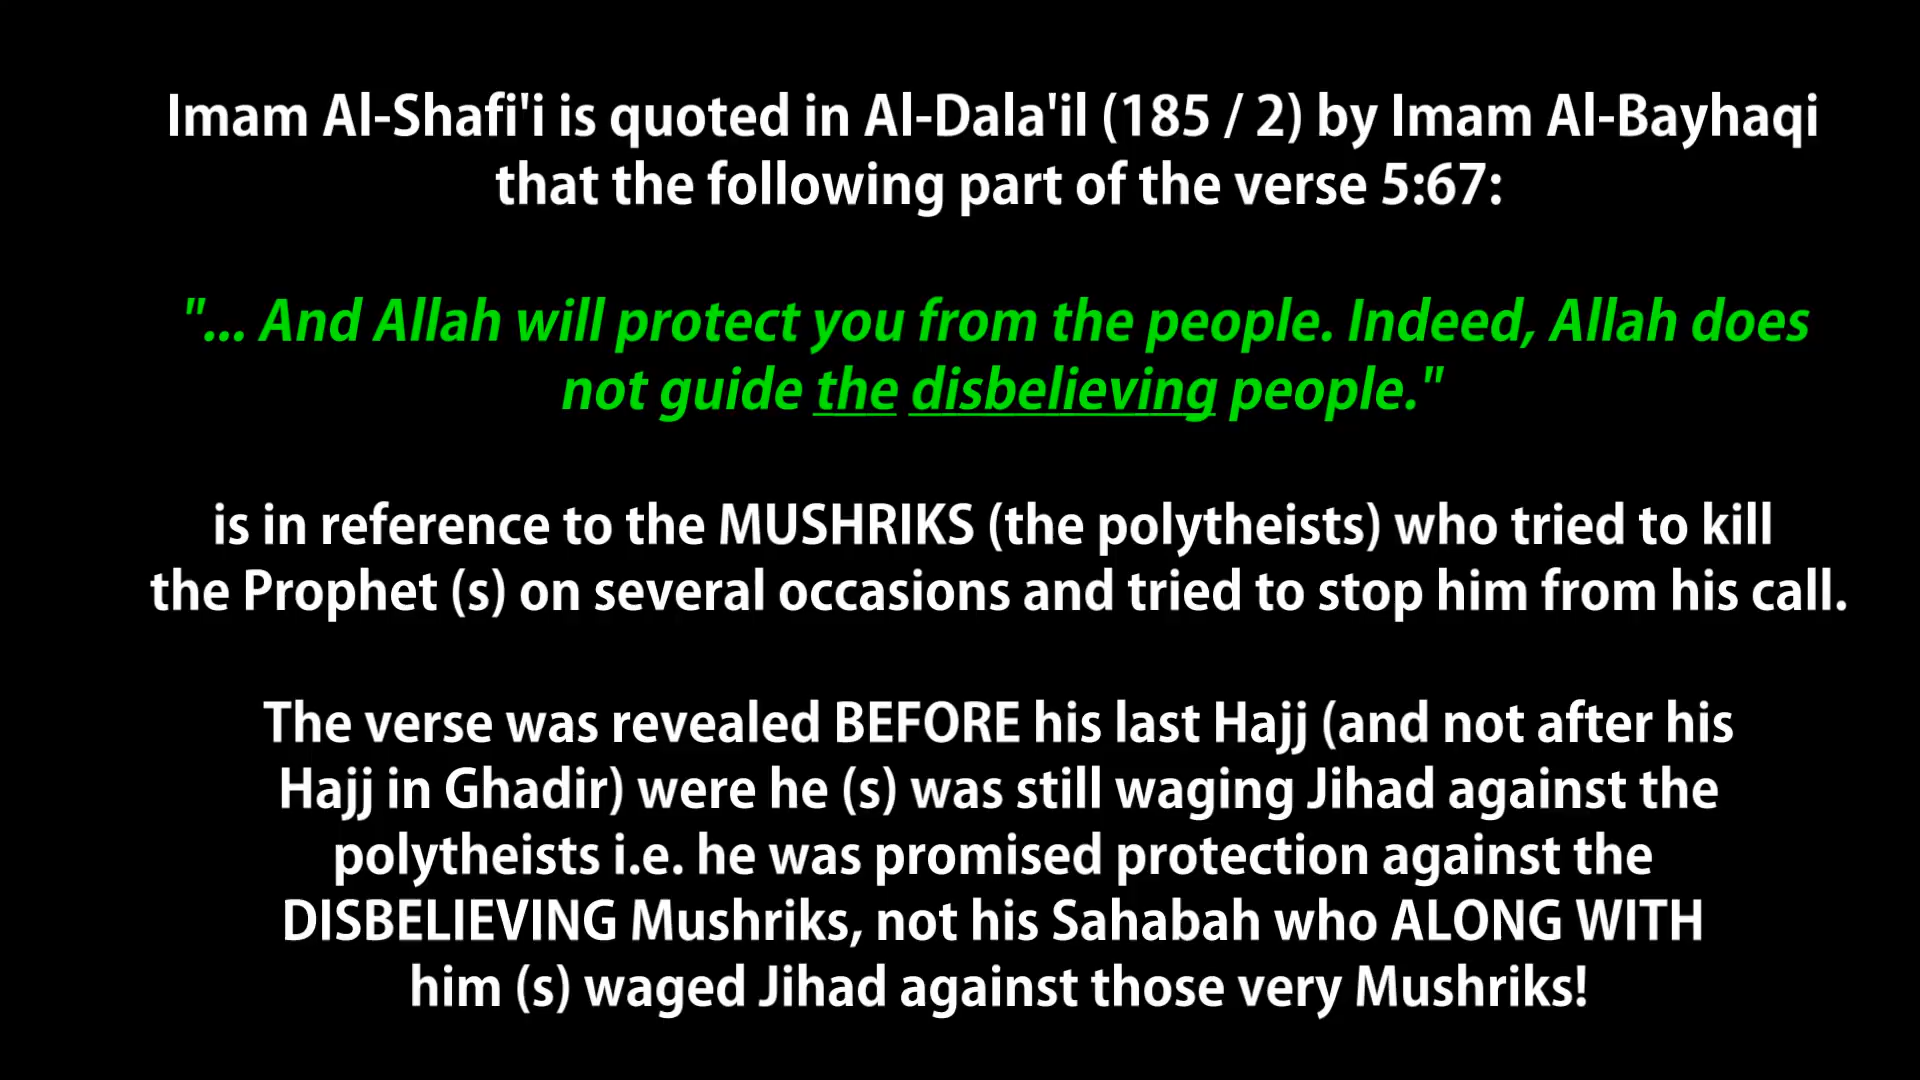 Imam Al-Shafi'i is quoted in Al-Dala'il (185 / 2) by Imam Al-Bayhaqi
that the following part of the verse 5:67:
"... And Allah will protect you from the people. Indeed, Allah does
not guide the disbelieving people."
is in reference to the MUSHRIKS (the polytheists) who tried to kill
the Prophet (s) on several occasions and tried to stop him from his call.
The verse was revealed BEFORE his last Hajj (and not after his
Hajj in Ghadir) were he (s) was still waging Jihad against the
polytheists i.e. he was promised protection against the
DISBELIEVING Mushriks, not his Sahabah who ALONG WITH
him (s) waged Jihad against those very Mushriks!